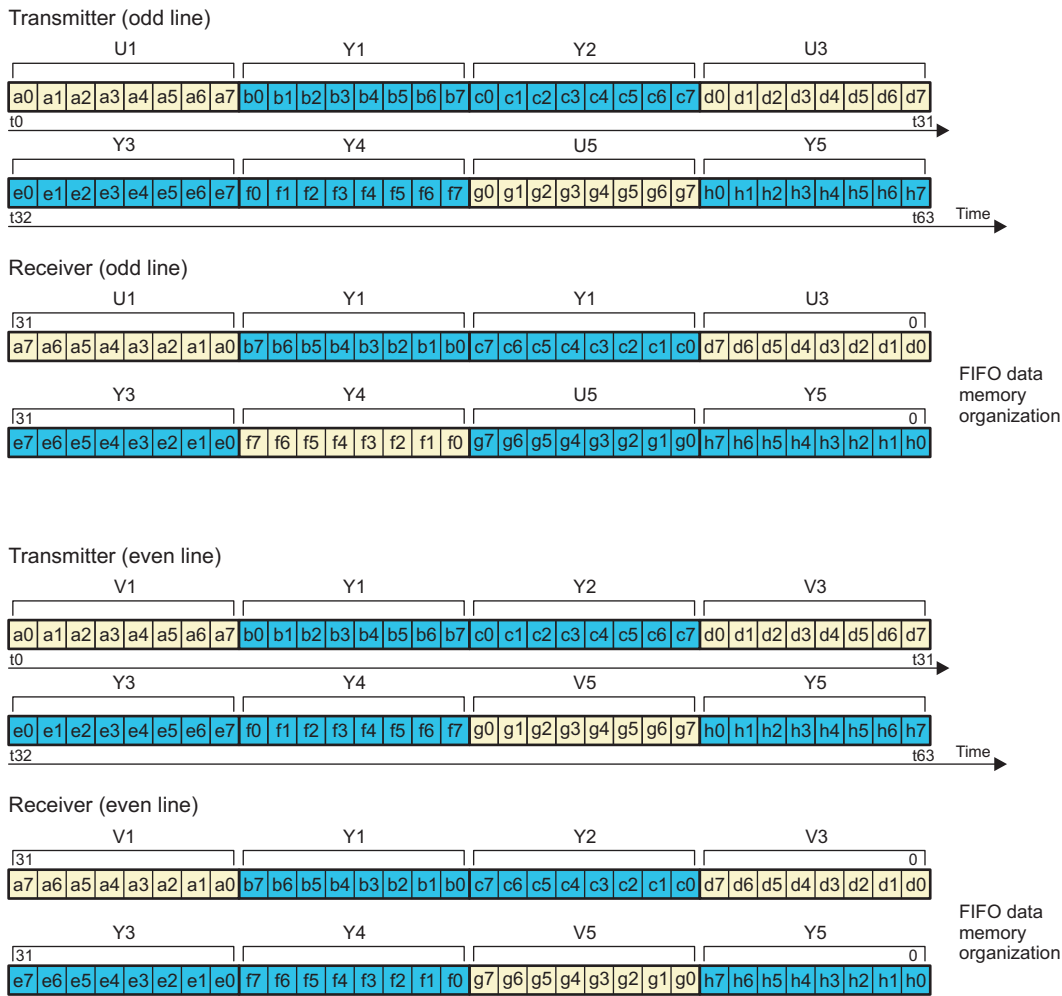 Transmitter (odd line)
U1 Y1 Y2 U3
a0 a1 a2 a3 a4 a5 a6 a7 b0 b1 b2 b3 b4 b5 b6 b7 c0 c1 c2 c3 c4 c5 c6 c7 d0 d1 d2 d3 d4 d5 d6 d7
t0 t31
Y3 Y4 U5 Y5
e0 e1 e2 e3 e4 e5 e6 e7 f0 f1 f2 f3 f4 f5 f6 f7 g0 g1 g2 g3 g4 g5 g6 g7 h0 h1 h2 h3 h4 h5 h6 h7
t32 t63 Time
Receiver (odd line)
U1 Y1 Y1 U3
31 0
a7 a6 a5 a4 a3 a2 a1 a0 b7 b6 b5 b4 b3 b2 b1 b0 c7 c6 c5 c4 c3 c2 c1 c0 d7 d6 d5 d4 d3 d2 d1 d0
Y3 Y4 U5 Y5
31 0
e7 e6 e5 e4 e3 e2 e1 e0 f7 f6 f5 f4 f3 f2 f1 f0 g7 g6 g5 g4 g3 g2 g1 g0 h7 h6 h5 h4 h3 h2 h1 h0
FIFO data
memory
organization
Transmitter (even line)
V1 Y1 Y2 V3
a0 a1 a2 a3 a4 a5 a6 a7 b0 b1 b2 b3 b4 b5 b6 b7 c0 c1 c2 c3 c4 c5 c6 c7 d0 d1 d2 d3 d4 d5 d6 d7
t0 t31
Y3 Y4 V5 Y5
e0 e1 e2 e3 e4 e5 e6 e7 f0 f1 f2 f3 f4 f5 f6 f7 g0 g1 g2 g3 g4 g5 g6 g7 h0 h1 h2 h3 h4 h5 h6 h7
t32 t63 Time
Receiver (even line)
V1 Y1 Y2 V3
31 0
a7 a6 a5 a4 a3 a2 a1 a0 b7 b6 b5 b4 b3 b2 b1 b0 c7 c6 c5 c4 c3 c2 c1 c0 d7 d6 d5 d4 d3 d2 d1 d0
Y3 Y4 V5 Y5
31 0
e7 e6 e5 e4 e3 e2 e1 e0 f7 f6 f5 f4 f3 f2 f1 f0 g7 g6 g5 g4 g3 g2 g1 g0 h7 h6 h5 h4 h3 h2 h1 h0
FIFO data
memory
organization